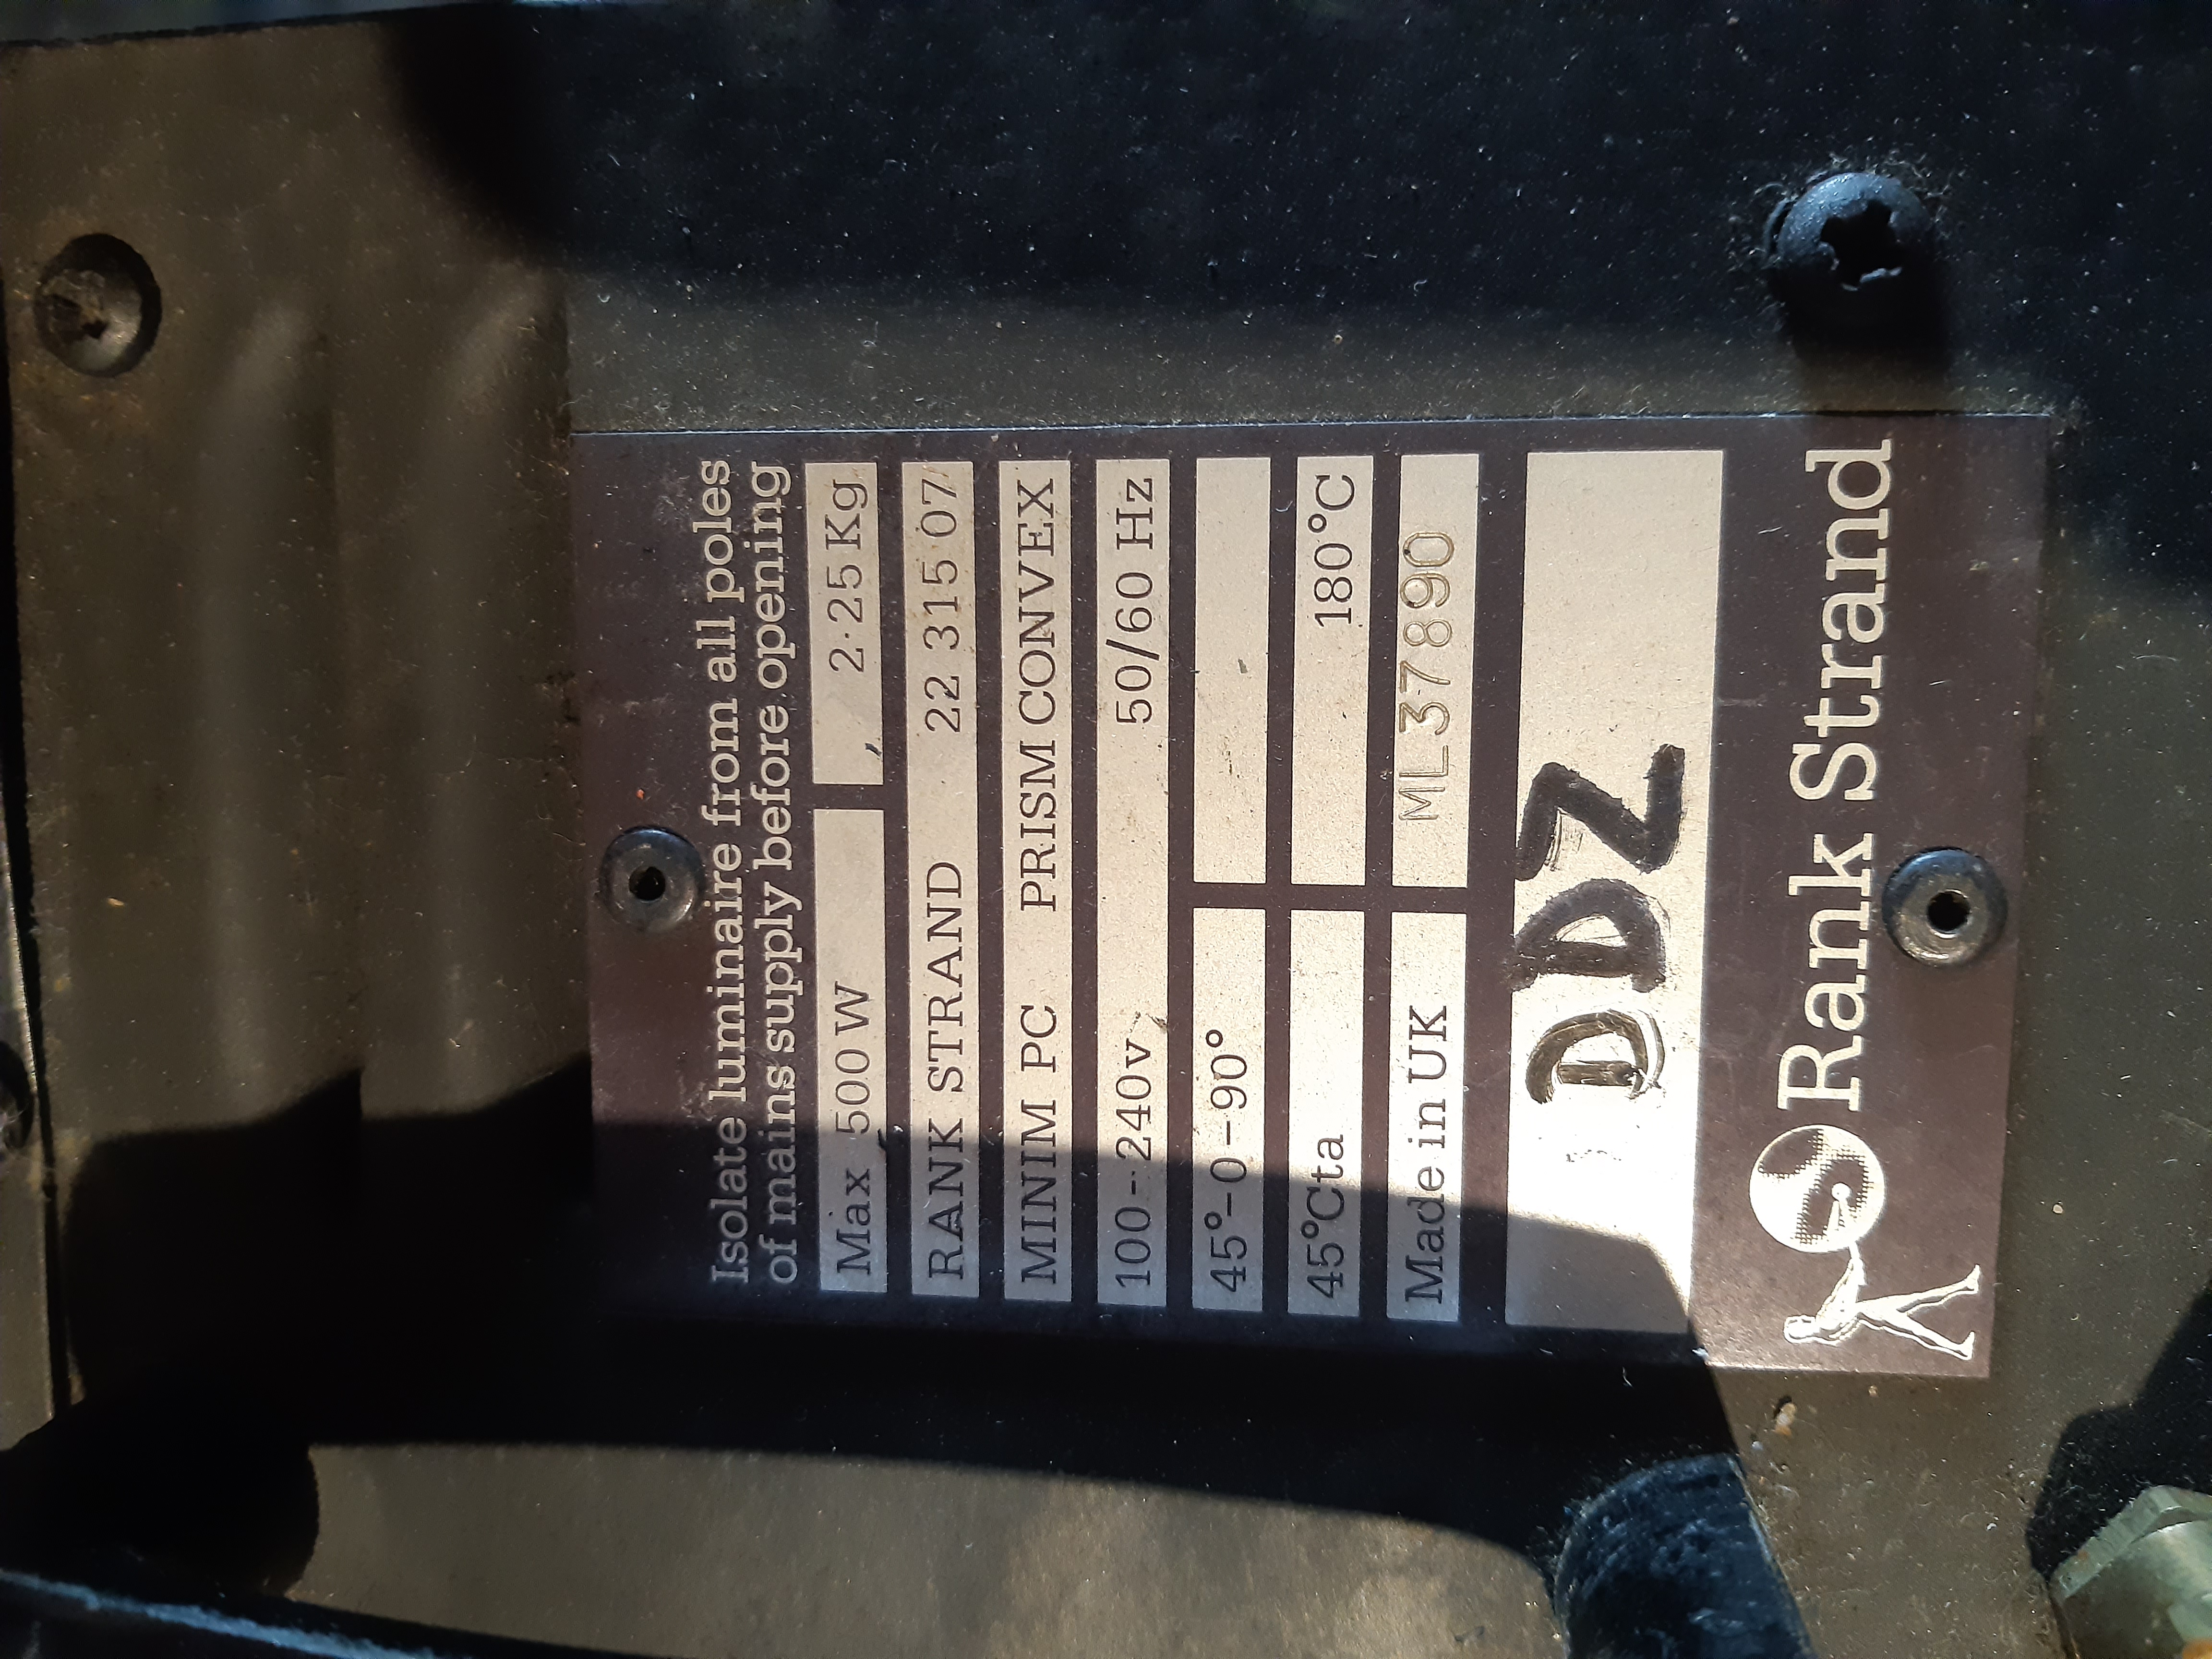 Isolate luminaire from all poles
of mains supply before opening
Max 500 W 2·25 Kg
RANK STRAND 22 315 07
MINIM PC PRISM CONVEX
100--240v 50/60 Hz
45°–0–90°
45°Cta 180°C
Made in UK ML37890
DDZ
Rank Strand